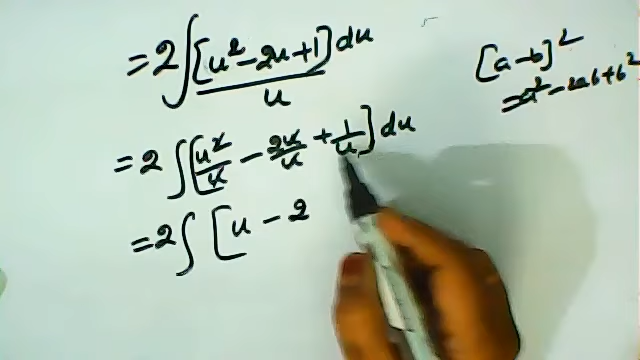 = 2 ∫ [u² - 2u + 1] du / u
[a-b]²
= a² - 2ab + b²
= 2 ∫ [u²/u - 2u/u + 1/u] du
= 2 ∫ [u - 2